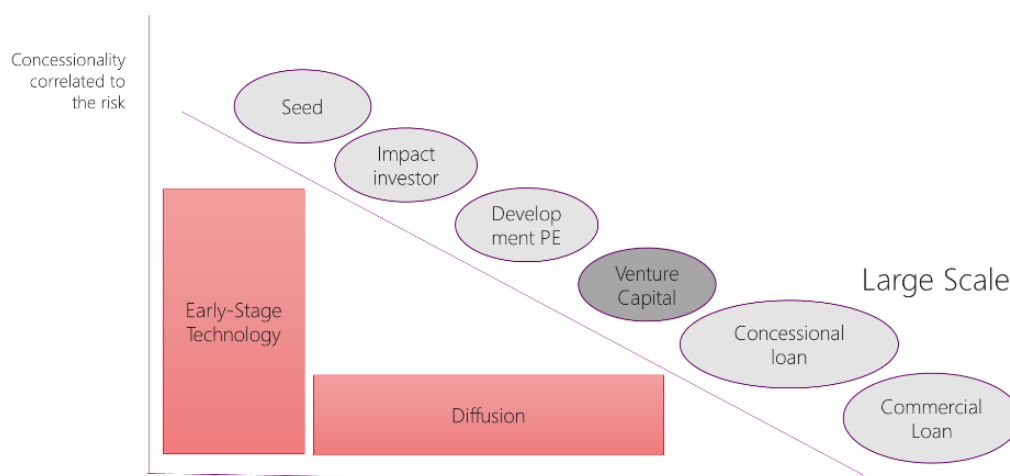 Concessionality
correlated to
the risk
Seed
Impact
investor
Develop
ment PE
Venture
Capital
Large Scale
Early-Stage
Technology
Concessional
loan
Diffusion
Commercial
Loan